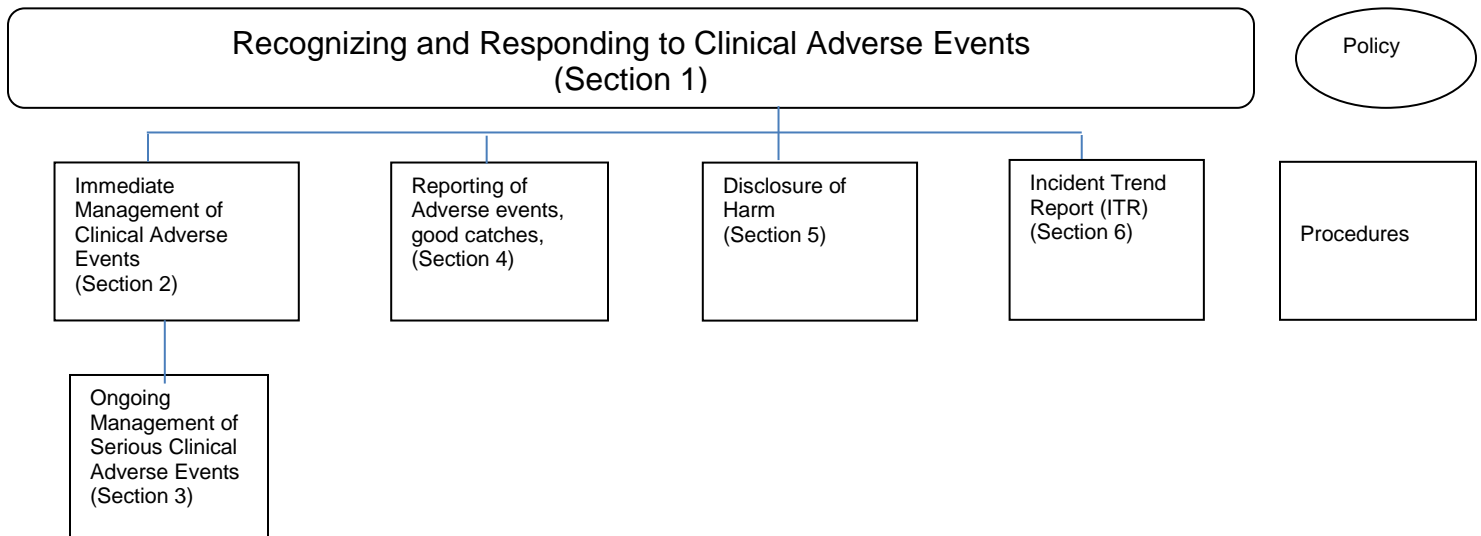 Recognizing and Responding to Clinical Adverse Events
(Section 1)
Policy
Immediate
Management of
Clinical Adverse
Events
(Section 2)
Reporting of
Adverse events,
good catches,
(Section 4)
Disclosure of
Harm
(Section 5)
Incident Trend
Report (ITR)
(Section 6)
Procedures
Ongoing
Management of
Serious Clinical
Adverse Events
(Section 3)